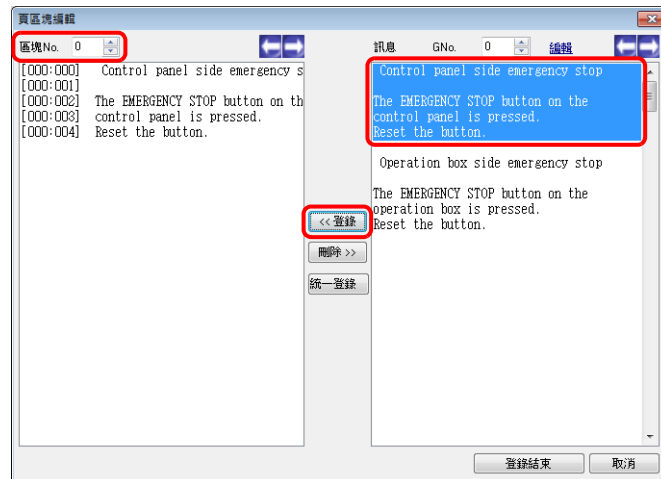 頁區塊編輯
區塊No. 0
[000:000] Control panel side emergency s
[000:001]
[000:002] The EMERGENCY STOP button on th
[000:003] control panel is pressed.
[000:004] Reset the button.
<< 登錄
刪除 >>
統一登錄
訊息 GNo. 0 編輯
Control panel side emergency stop
The EMERGENCY STOP button on the
control panel is pressed.
Reset the button.
Operation box side emergency stop
The EMERGENCY STOP button on the
operation box is pressed.
Reset the button.
登錄結束 取消